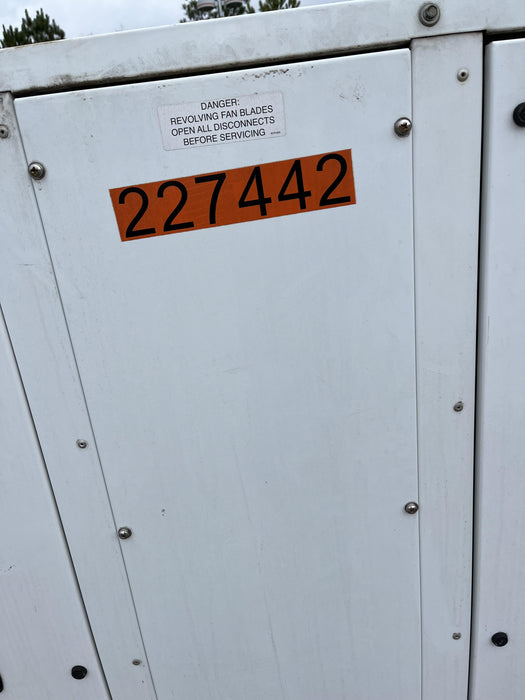 DANGER:
REVOLVING FAN BLADES
OPEN ALL DISCONNECTS
BEFORE SERVICING
227442